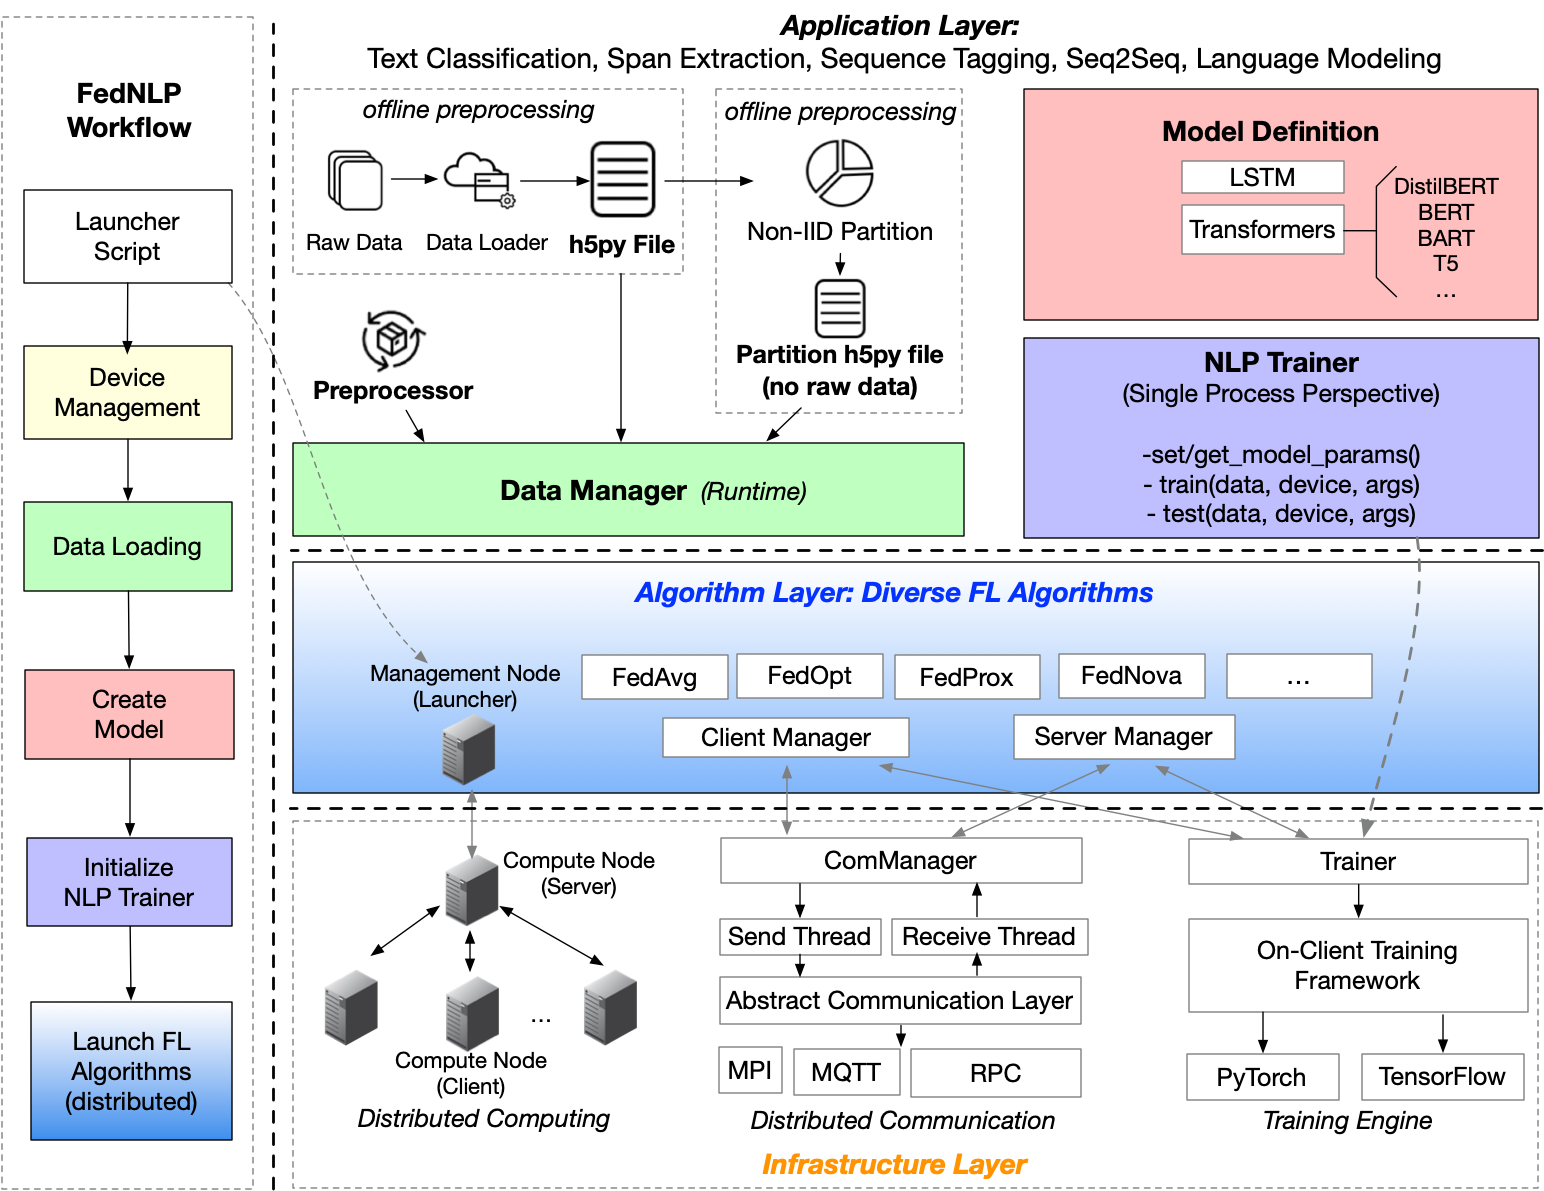 FedNLP
Workflow
Launcher
Script
Device
Management
Data Loading
Create
Model
Initialize
NLP Trainer
Launch FL
Algorithms
(distributed)
Application Layer:
Text Classification, Span Extraction, Sequence Tagging, Seq2Seq, Language Modeling
offline preprocessing
Raw Data
Data Loader
h5py File
offline preprocessing
Non-IID Partition
Partition h5py file
(no raw data)
Preprocessor
Data Manager (Runtime)
Model Definition
LSTM
Transformers
DistilBERT
BERT
BART
T5
...
NLP Trainer
(Single Process Perspective)
-set/get_model_params()
- train(data, device, args)
- test(data, device, args)
Algorithm Layer: Diverse FL Algorithms
Management Node
(Launcher)
FedAvg
FedOpt
FedProx
FedNova
...
Client Manager
Server Manager
Compute Node
(Server)
...
Compute Node
(Client)
Distributed Computing
ComManager
Send Thread
Receive Thread
Abstract Communication Layer
MPI
MQTT
RPC
Distributed Communication
Trainer
On-Client Training
Framework
PyTorch
TensorFlow
Training Engine
Infrastructure Layer